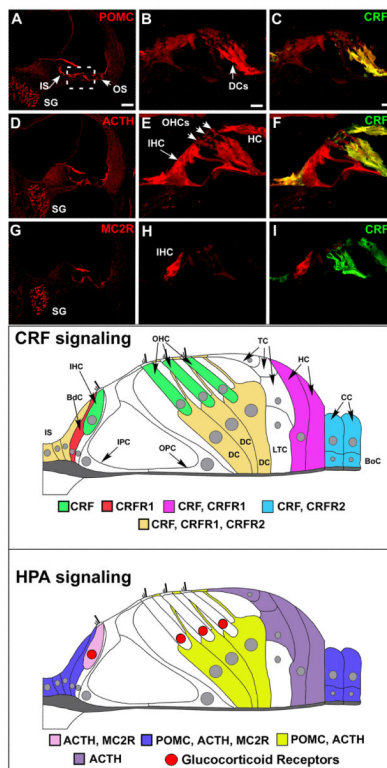 A POMC B C CRF
IS OS DCs
SG
D ACTH E OHCs F CRF
IHC HC
SG
G MC2R H I CRF
IHC
SG
CRF signaling
OHC TC HC
IHC
BdC CC
IS
DC
IPC OPC DC DC LTC BoC
CRF CRFR1 CRF, CRFR1 CRF, CRFR2
CRF, CRFR1, CRFR2
HPA signaling
ACTH, MC2R POMC, ACTH, MC2R POMC, ACTH
ACTH Glucocorticoid Receptors